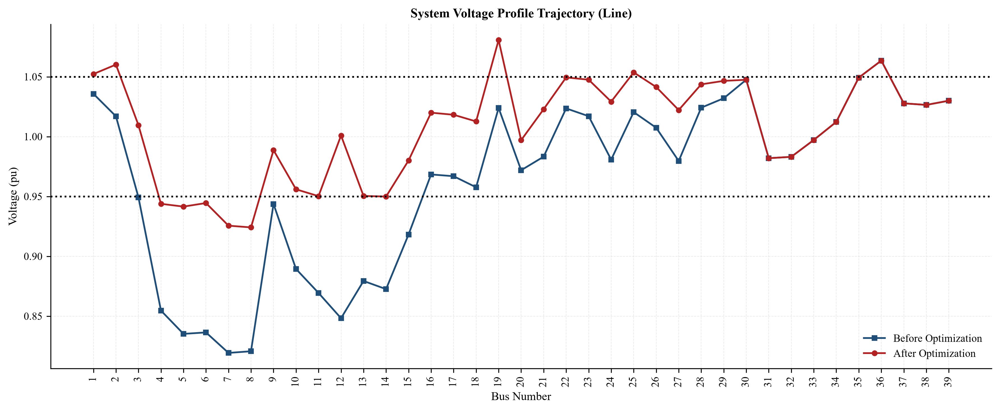 System Voltage Profile Trajectory (Line)
Voltage (pu)
1.05
1.00
0.95
0.90
0.85
Before Optimization
After Optimization
1 2 3 4 5 6 7 8 9 10 11 12 13 14 15 16 17 18 19 20 21 22 23 24 25 26 27 28 29 30 31 32 33 34 35 36 37 38 39
Bus Number